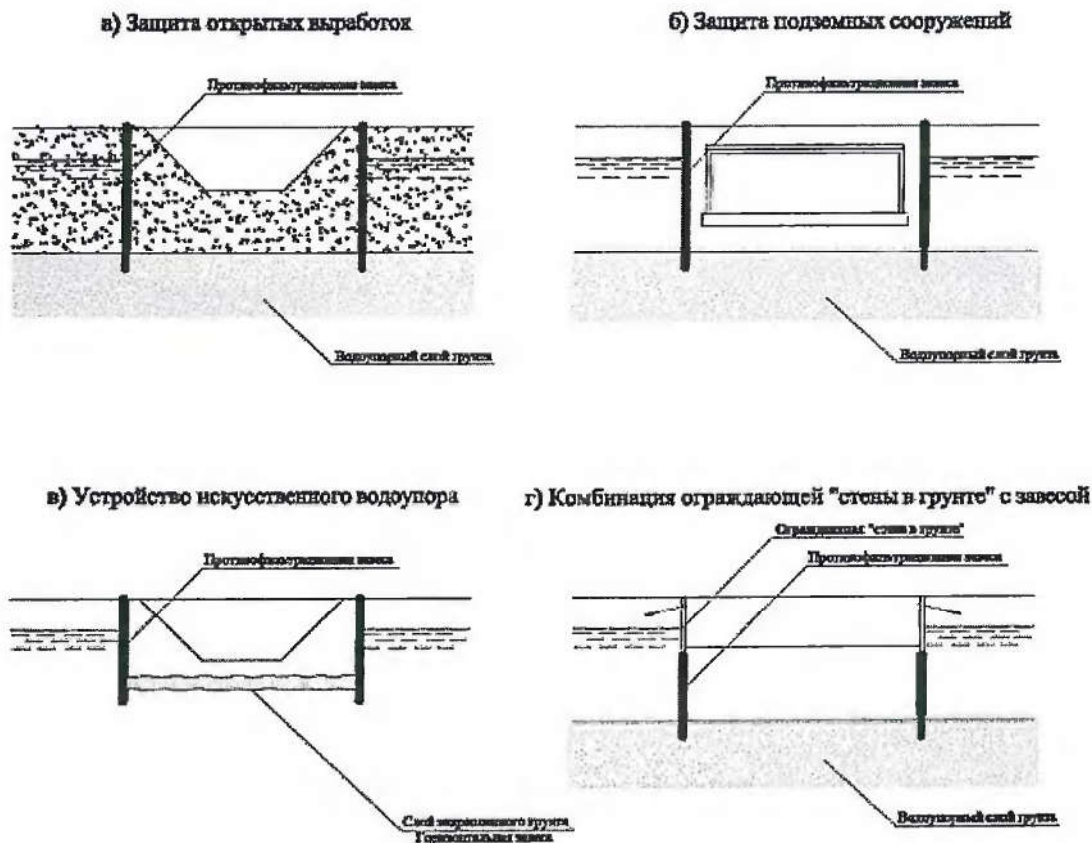 а) Защита открытых выработок
б) Защита подземных сооружений
Противофильтрационная завеса
Противофильтрационная завеса
Водоупорный слой грунта
Водоупорный слой грунта
в) Устройство искусственного водоупора
г) Комбинация ограждающей "стены в грунте" с завесой
Ограждающая "стена в грунте"
Противофильтрационная завеса
Противофильтрационная завеса
Слой закрепленного грунта
Горизонтальная завеса
Водоупорный слой грунта